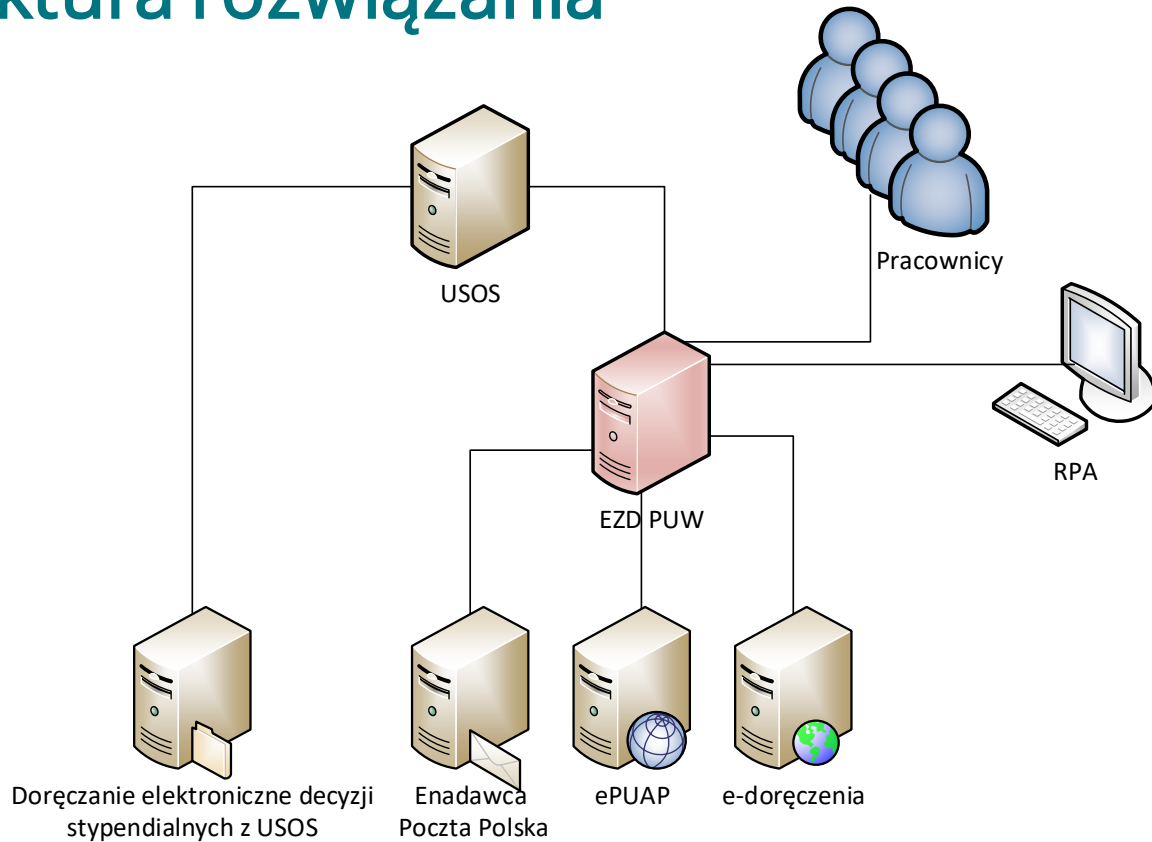 ktura rozwiązania
Pracownicy
USOS
RPA
EZD PUW
Doręczanie elektroniczne decyzji
stypendialnych z USOS
Enadawca
Poczta Polska
ePUAP
e-doręczenia